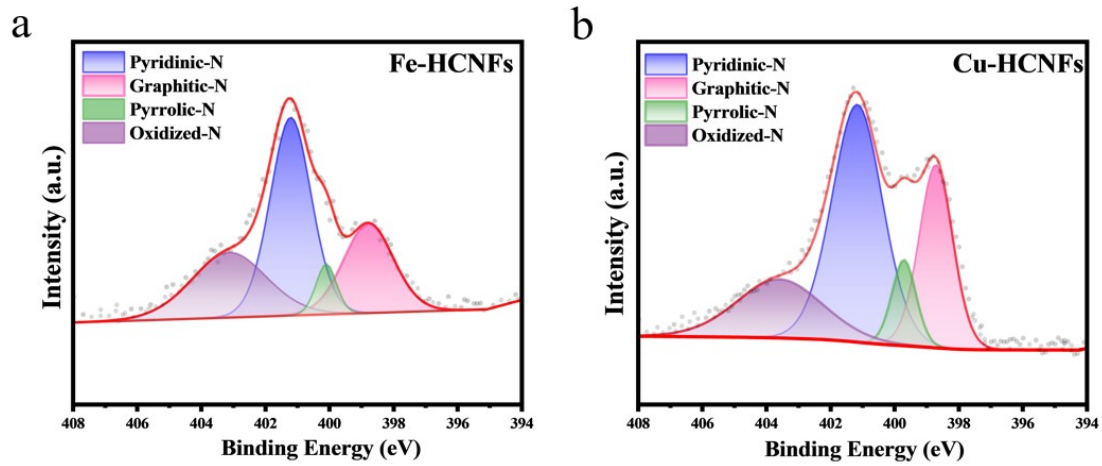 a
Pyridinic-N
Graphitic-N
Pyrrolic-N
Oxidized-N
Fe-HCNFs
Intensity (a.u.)
408 406 404 402 400 398 396 394
Binding Energy (eV)
b
Pyridinic-N
Graphitic-N
Pyrrolic-N
Oxidized-N
Cu-HCNFs
Intensity (a.u.)
408 406 404 402 400 398 396 394
Binding Energy (eV)